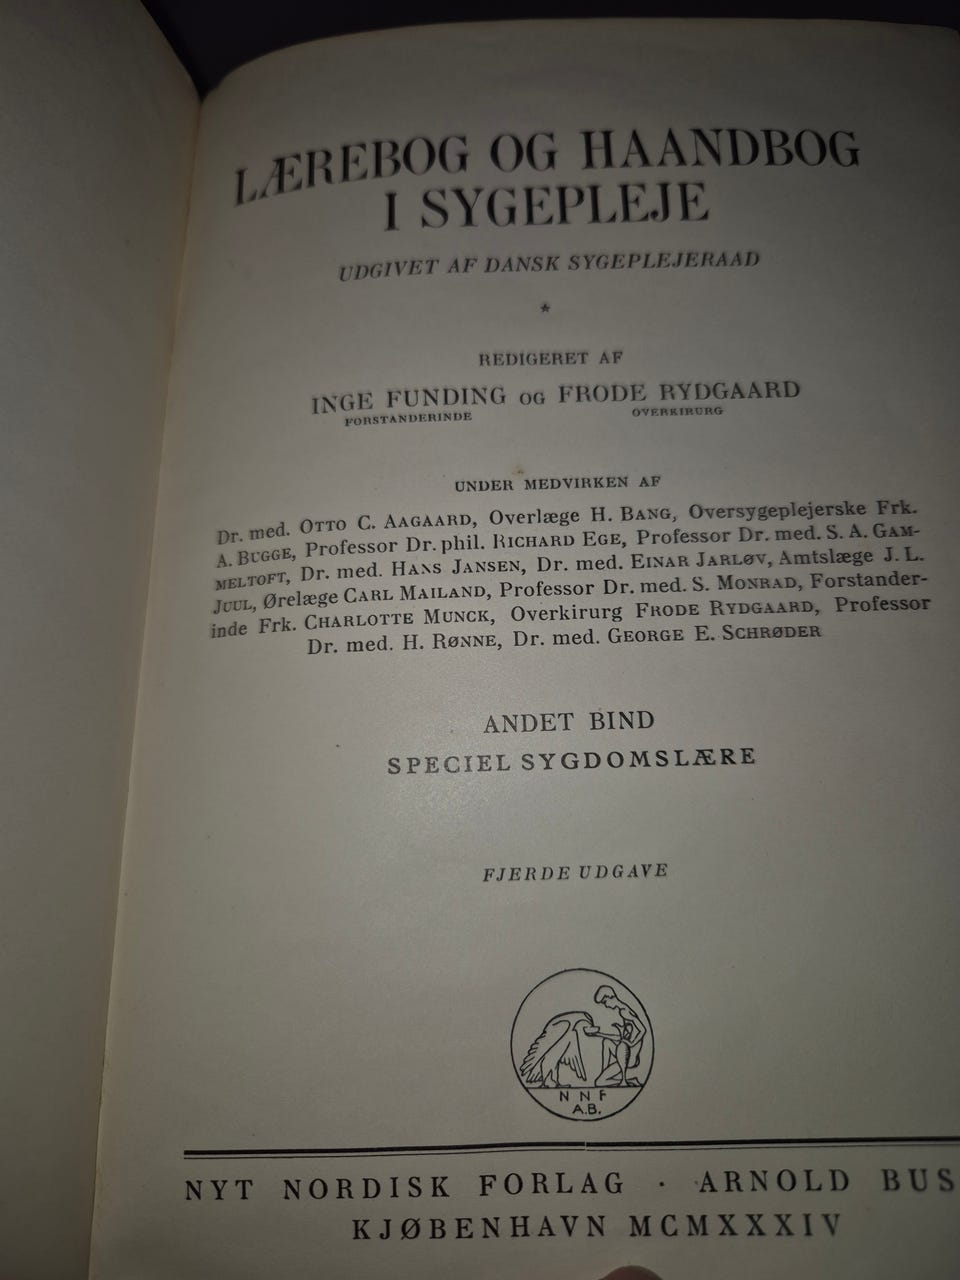 LÆREBOG OG HAANDBOG
I SYGEPLEJE
UDGIVET AF DANSK SYGEPLEJERAAD
*
REDIGERET AF
INGE FUNDING OG FRODE RYDGAARD
FORSTANDERINDE OVERKIRURG
UNDER MEDVIRKEN AF
Dr. med. OTTO C. AAGAARD, Overlæge H. BANG, Oversygeplejerske Frk.
A. BUGGE, Professor Dr. phil. RICHARD EGE, Professor Dr. med. S. A. GAM-
MELTOFT, Dr. med. HANS JANSEN, Dr. med. EINAR JARLØV, Amtslæge J. L.
JUUL, Ørelæge CARL MAILAND, Professor Dr. med. S. MONRAD, Forstander-
inde Frk. CHARLOTTE MUNCK, Overkirurg FRODE RYDGAARD, Professor
Dr. med. H. RØNNE, Dr. med. GEORGE E. SCHRØDER
ANDET BIND
SPECIEL SYGDOMSLÆRE
FJERDE UDGAVE
N N F
A.B.
NYT NORDISK FORLAG · ARNOLD BUS
KJØBENHAVN MCMXXXIV